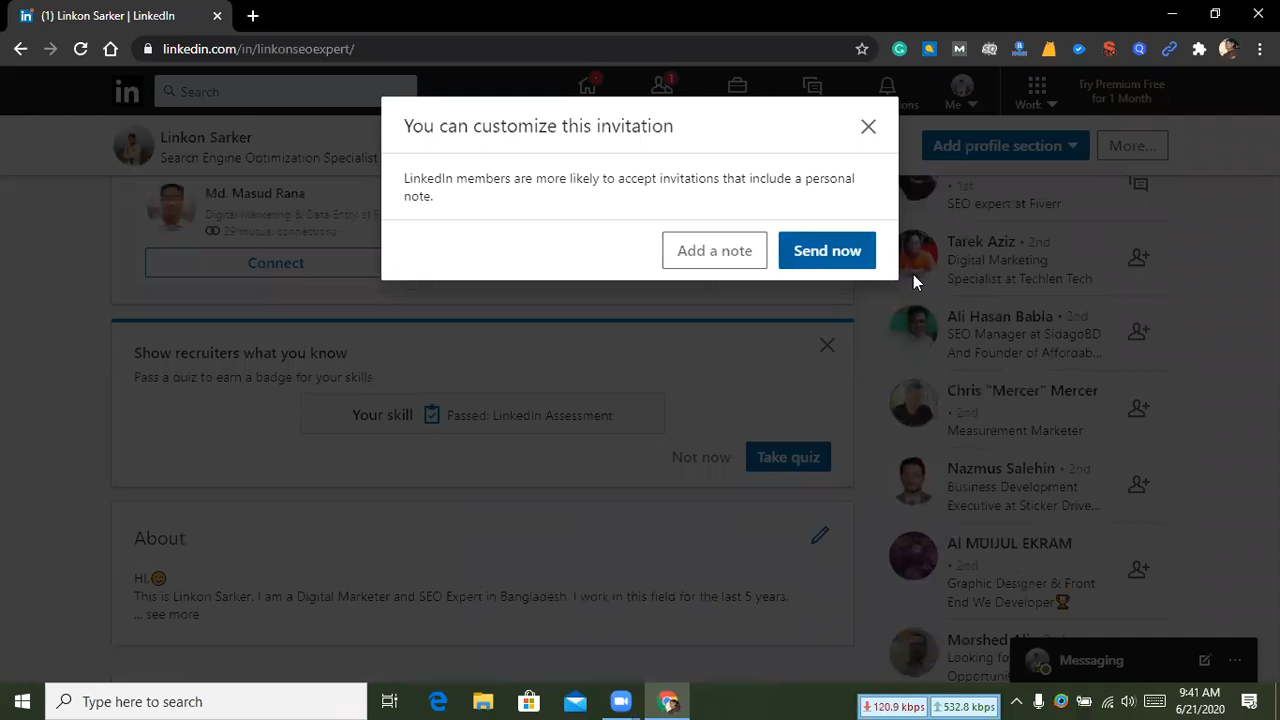 (1) Linkon Sarker | LinkedIn
linkedin.com/in/linkonseoexpert/
Search
1
Me
Work
Try Premium Free
for 1 Month
Linkon Sarker
Search Engine Optimization Specialist
Add profile section
More...
You can customize this invitation
LinkedIn members are more likely to accept invitations that include a personal
note.
Add a note
Send now
Md. Masud Rana
Digital Marketing & Data Entry at F
29 mutual connections
Connect
Show recruiters what you know
Pass a quiz to earn a badge for your skills
Your skill
Passed: LinkedIn Assessment
Not now
Take quiz
About
HI,
This is Linkon Sarker. I am a Digital Marketer and SEO Expert in Bangladesh. I work in this field for the last 5 years.
... see more
• 1st
SEO expert at Fiverr
Tarek Aziz • 2nd
Digital Marketing
Specialist at Techlen Tech
Ali Hasan Babla • 2nd
SEO Manager at SidagoBD
And Founder of Affordab...
Chris "Mercer" Mercer
• 2nd
Measurement Marketer
Nazmus Salehin • 2nd
Business Development
Executive at Sticker Drive...
Al MUIJUL EKRAM
• 2nd
Graphic Designer & Front
End We Developer
Looking fo
Opportuni
Messaging
Type here to search
120.9 kbps
532.8 kbps
9:41 AM
6/21/2020